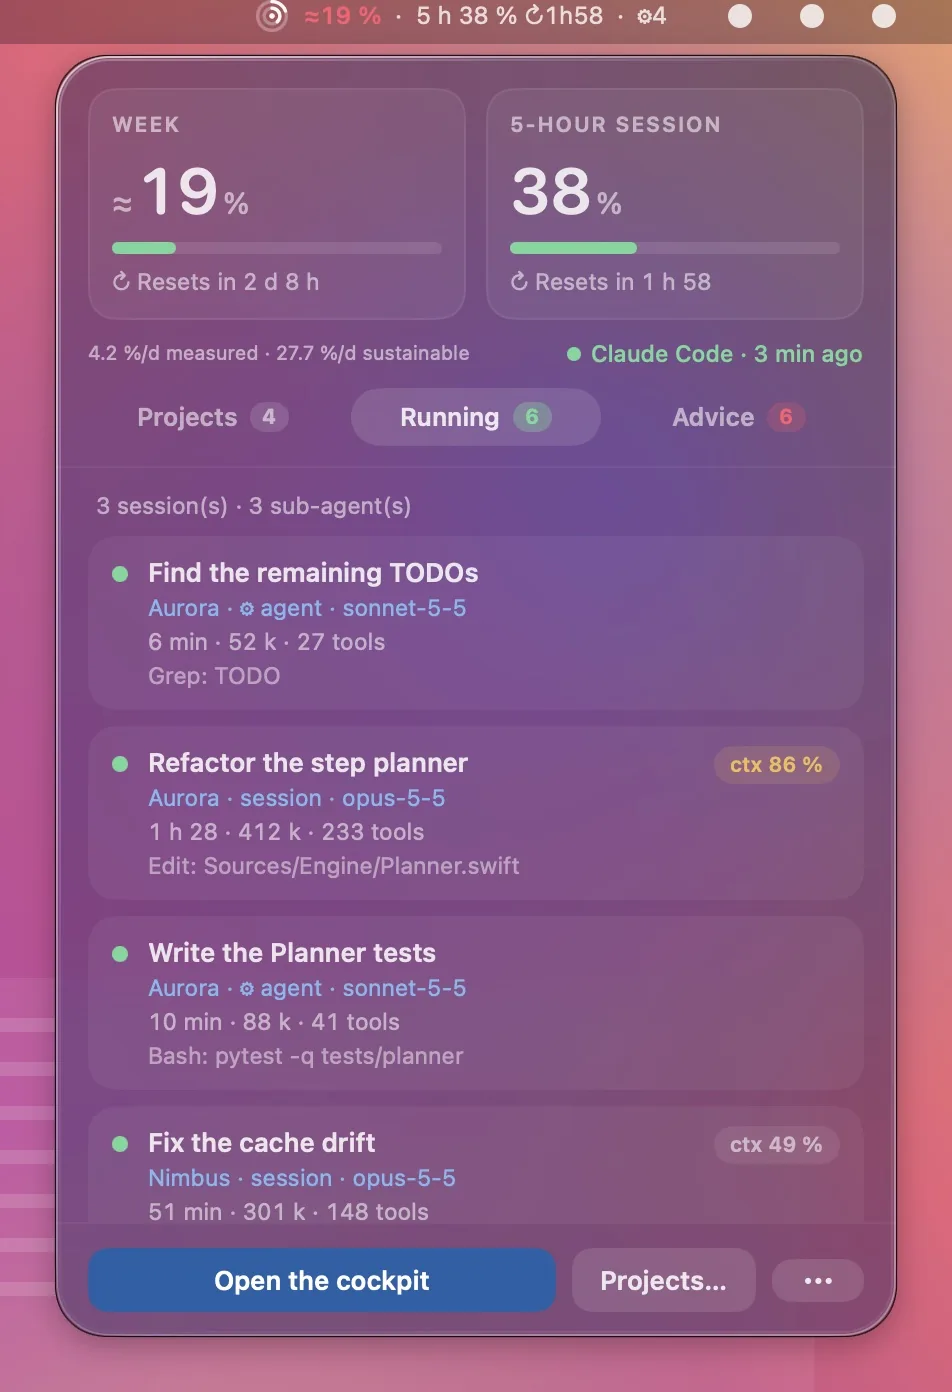 ≈19 % · 5 h 38 % ↻1h58 · ⚙4
WEEK
≈ 19 %
↻ Resets in 2 d 8 h
5-HOUR SESSION
38 %
↻ Resets in 1 h 58
4.2 %/d measured · 27.7 %/d sustainable
Claude Code · 3 min ago
Projects 4
Running 6
Advice 6
3 session(s) · 3 sub-agent(s)
Find the remaining TODOs
Aurora · ⚙ agent · sonnet-5-5
6 min · 52 k · 27 tools
Grep: TODO
Refactor the step planner
ctx 86 %
Aurora · session · opus-5-5
1 h 28 · 412 k · 233 tools
Edit: Sources/Engine/Planner.swift
Write the Planner tests
Aurora · ⚙ agent · sonnet-5-5
10 min · 88 k · 41 tools
Bash: pytest -q tests/planner
Fix the cache drift
ctx 49 %
Nimbus · session · opus-5-5
51 min · 301 k · 148 tools
Open the cockpit
Projects...
•••